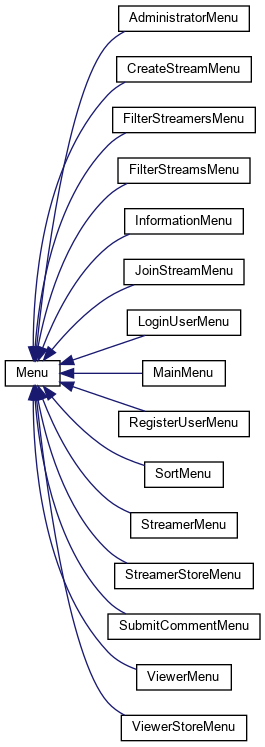 AdministratorMenu
CreateStreamMenu
FilterStreamersMenu
FilterStreamsMenu
InformationMenu
JoinStreamMenu
LoginUserMenu
Menu
MainMenu
RegisterUserMenu
SortMenu
StreamerMenu
StreamerStoreMenu
SubmitCommentMenu
ViewerMenu
ViewerStoreMenu